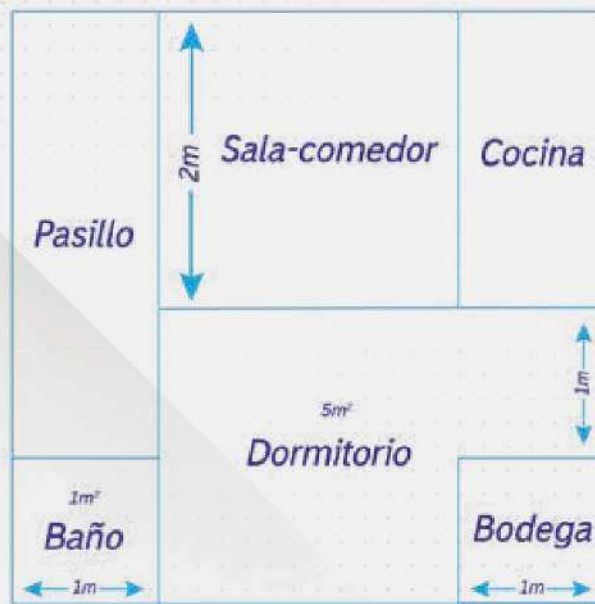 2m
Sala-comedor
Cocina
Pasillo
1m
5m²
Dormitorio
1m²
Baño
1m
Bodega
1m